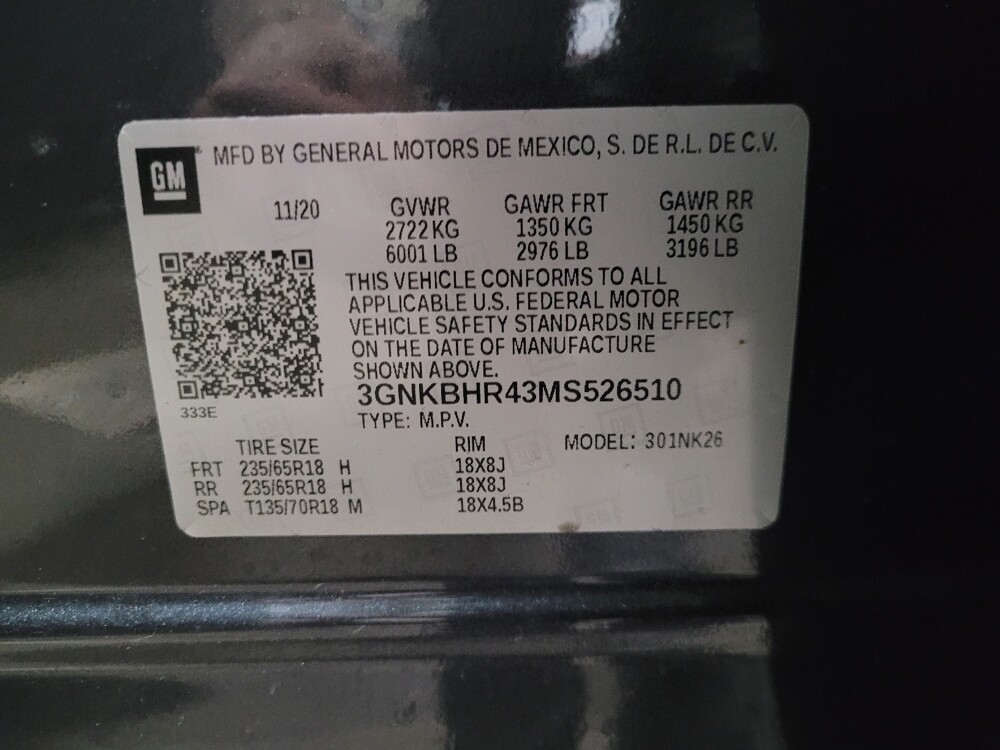 GM
MFD BY GENERAL MOTORS DE MEXICO, S. DE R.L. DE C.V.
11/20 GVWR GAWR FRT GAWR RR
2722 KG 1350 KG 1450 KG
6001 LB 2976 LB 3196 LB
THIS VEHICLE CONFORMS TO ALL
APPLICABLE U.S. FEDERAL MOTOR
VEHICLE SAFETY STANDARDS IN EFFECT
ON THE DATE OF MANUFACTURE
SHOWN ABOVE.
3GNKBHR43MS526510
333E
TYPE: M.P.V.
TIRE SIZE RIM MODEL: 301NK26
FRT 235/65R18 H 18X8J
RR 235/65R18 H 18X8J
SPA T135/70R18 M 18X4.5B